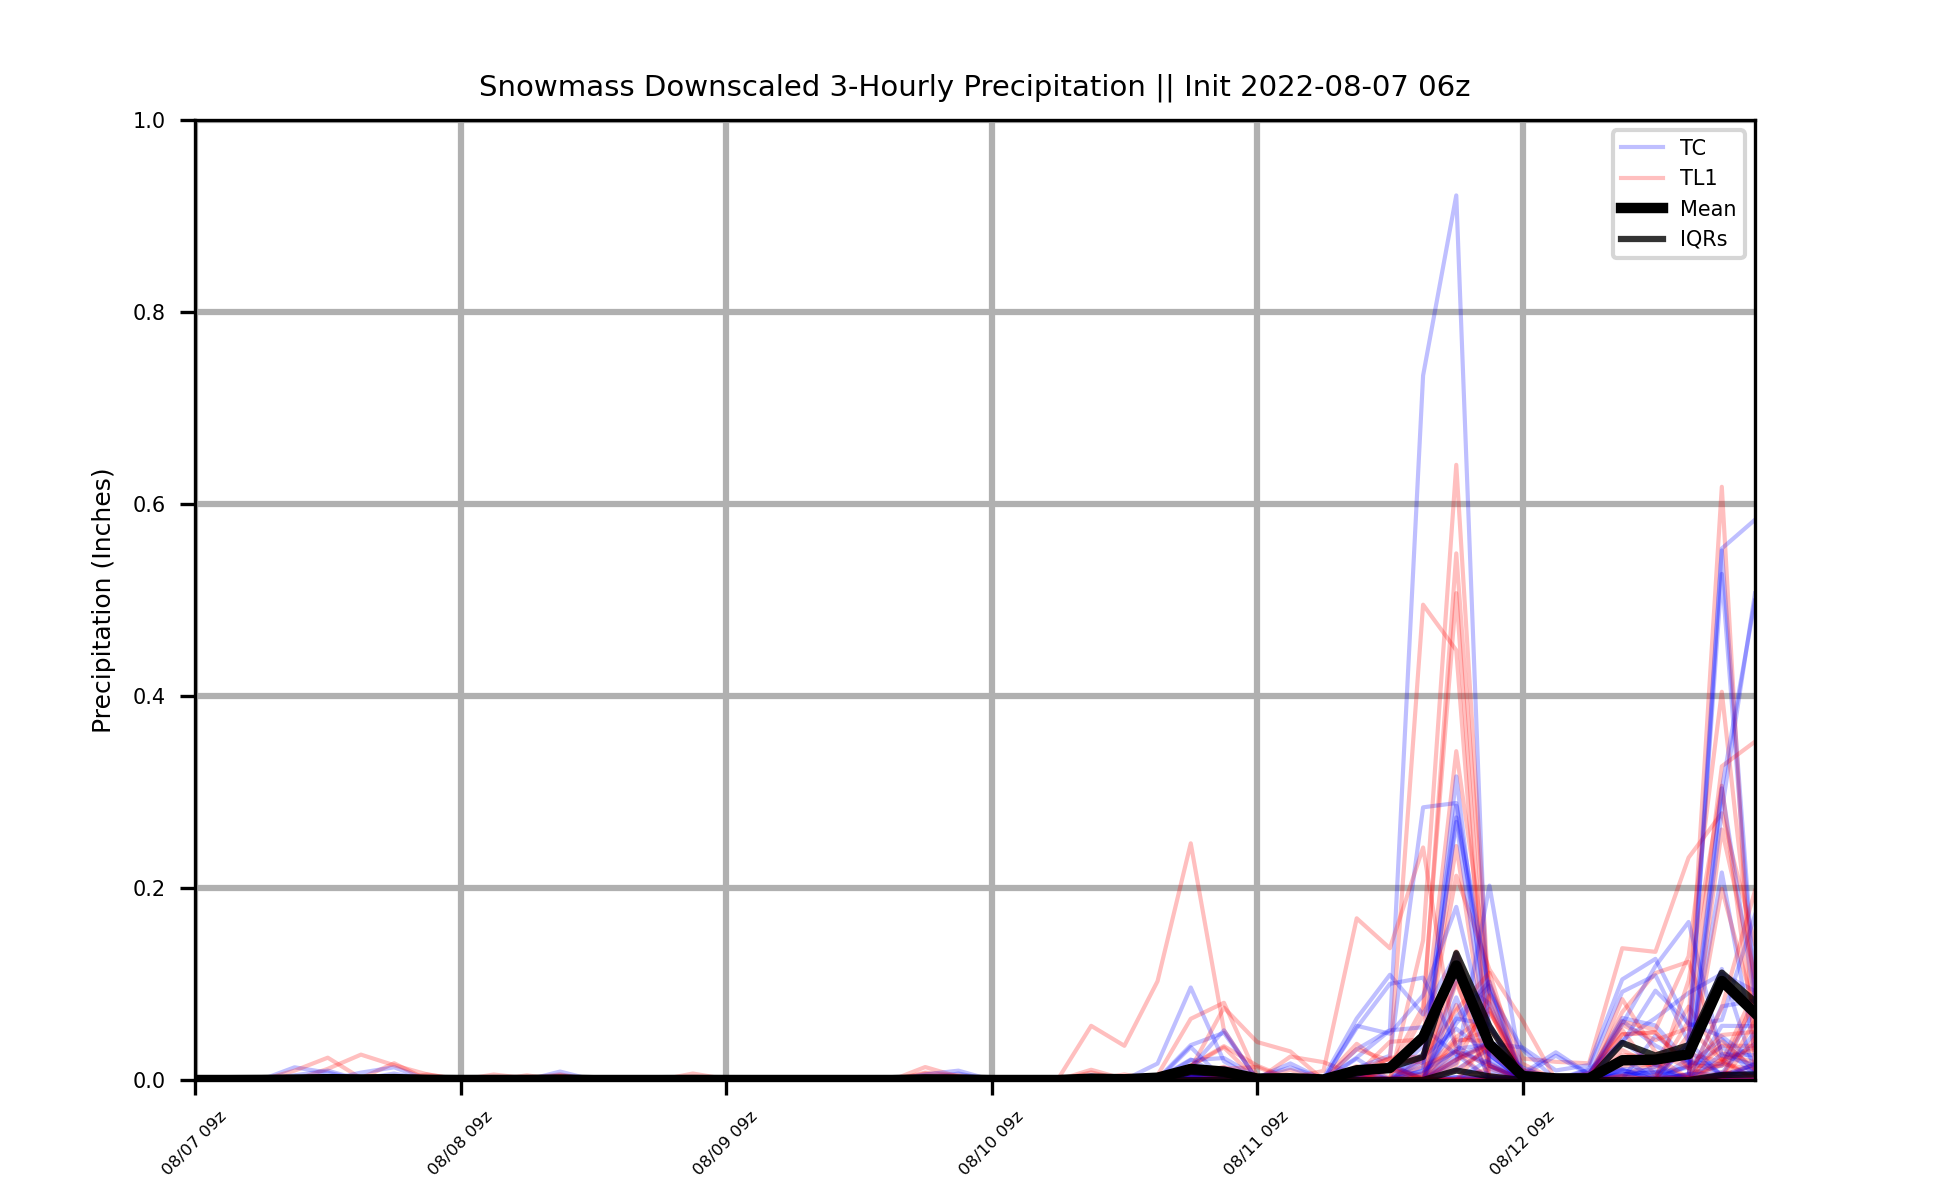 Snowmass Downscaled 3-Hourly Precipitation || Init 2022-08-07 06z
TC
TL1
Mean
IQRs
Precipitation (Inches)
1.0
0.8
0.6
0.4
0.2
0.0
08/07 09z
08/08 09z
08/09 09z
08/10 09z
08/11 09z
08/12 09z